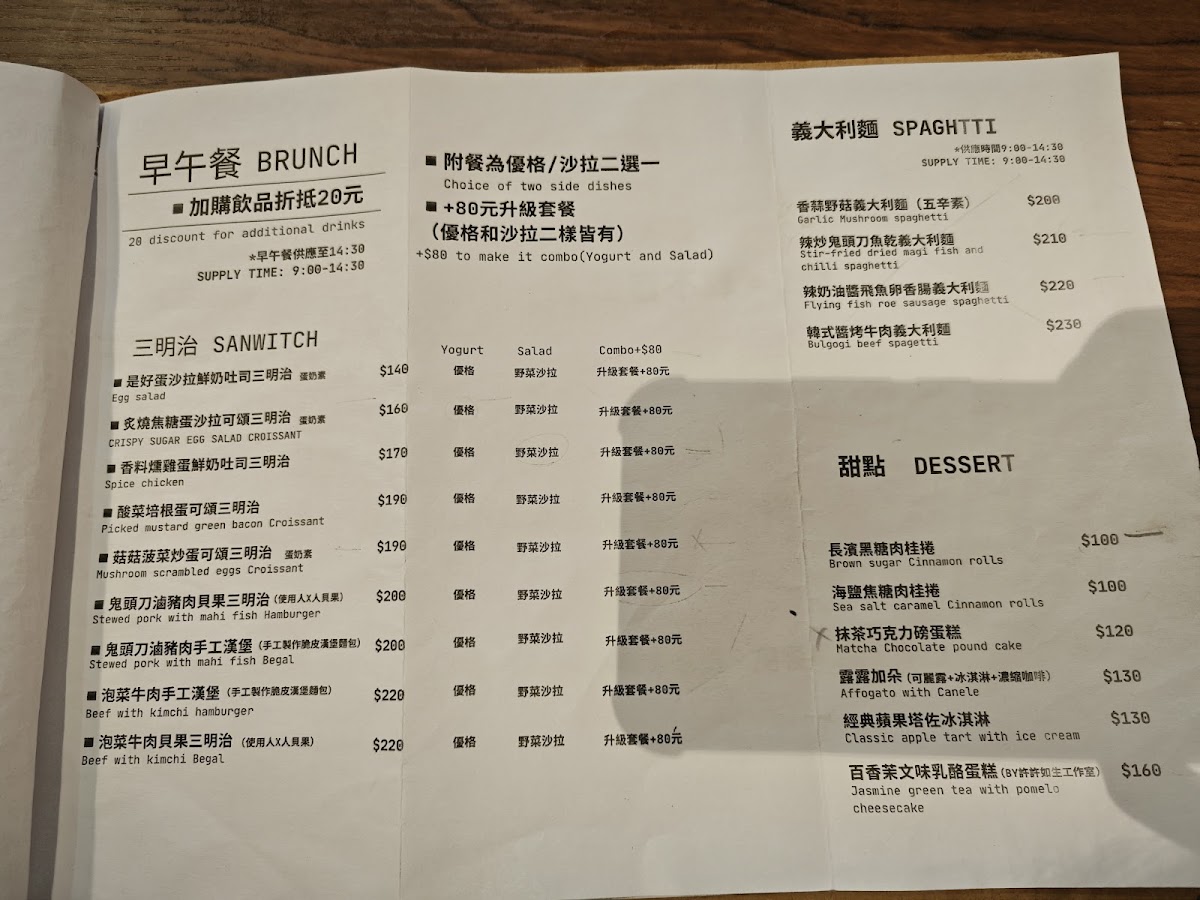 早午餐 BRUNCH
■ 加購飲品折抵20元
20 discount for additional drinks
*早午餐供應至14:30
SUPPLY TIME: 9:00-14:30
■ 附餐為優格/沙拉二選一
Choice of two side dishes
■ +80元升級套餐
(優格和沙拉二樣皆有)
+$80 to make it combo(Yogurt and Salad)
三明治 SANWITCH
Yogurt Salad Combo+$80
■ 是好蛋沙拉鮮奶吐司三明治 蛋奶素 $140 優格 野菜沙拉 升級套餐+80元
Egg salad
■ 炙燒焦糖蛋沙拉可頌三明治 蛋奶素 $160 優格 野菜沙拉 升級套餐+80元
CRISPY SUGAR EGG SALAD CROISSANT
■ 香料燻雞蛋鮮奶吐司三明治 $170 優格 野菜沙拉 升級套餐+80元
Spice chicken
■ 酸菜培根蛋可頌三明治 $190 優格 野菜沙拉 升級套餐+80元
Picked mustard green bacon Croissant
■ 菇菇菠菜炒蛋可頌三明治 蛋奶素 $190 優格 野菜沙拉 升級套餐+80元
Mushroom scrambled eggs Croissant
■ 鬼頭刀滷豬肉貝果三明治 (使用人X人貝果) $200 優格 野菜沙拉 升級套餐+80元
Stewed pork with mahi fish Hamburger
■ 鬼頭刀滷豬肉手工漢堡 (手工製作脆皮漢堡麵包) $200 優格 野菜沙拉 升級套餐+80元
Stewed pork with mahi fish Begal
■ 泡菜牛肉手工漢堡 (手工製作脆皮漢堡麵包) $220 優格 野菜沙拉 升級套餐+80元
Beef with kimchi hamburger
■ 泡菜牛肉貝果三明治 (使用人X人貝果) $220 優格 野菜沙拉 升級套餐+80元
Beef with kimchi Begal
義大利麵 SPAGHTTI
*供應時間9:00-14:30
SUPPLY TIME: 9:00-14:30
香蒜野菇義大利麵 (五辛素) $200
Garlic Mushroom spaghetti
辣炒鬼頭刀魚乾義大利麵 $210
Stir-fried dried magi fish and
chilli spaghetti
辣奶油醬飛魚卵香腸義大利麵 $220
Flying fish roe sausage spaghetti
韓式醬烤牛肉義大利麵 $230
Bulgogi beef spagetti
甜點 DESSERT
長濱黑糖肉桂捲 $100
Brown sugar Cinnamon rolls
海鹽焦糖肉桂捲 $100
Sea salt caramel Cinnamon rolls
抹茶巧克力磅蛋糕 $120
Matcha Chocolate pound cake
露露加朵 (可麗露+冰淇淋+濃縮咖啡) $130
Affogato with Canele
經典蘋果塔佐冰淇淋 $130
Classic apple tart with ice cream
百香茉文味乳酪蛋糕 (BY許許如生工作室) $160
Jasmine green tea with pomelo
cheesecake